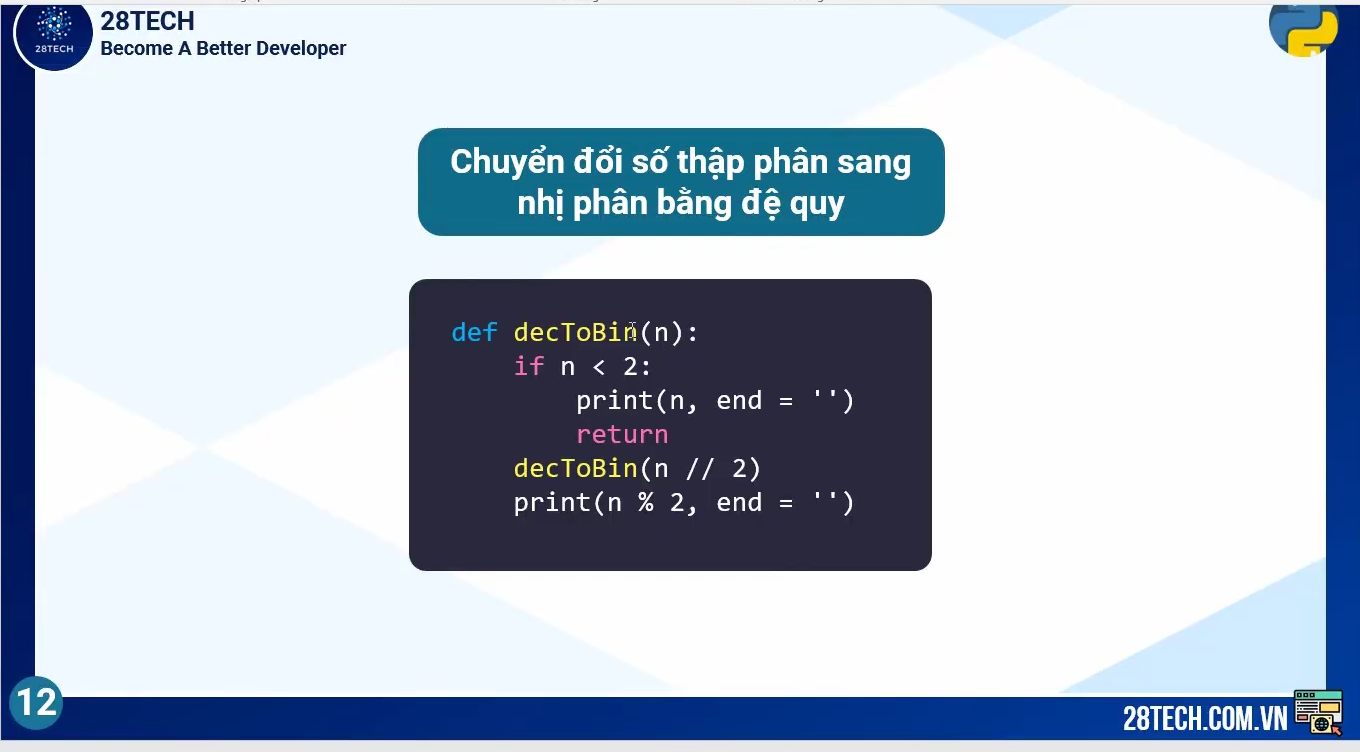 28TECH
Become A Better Developer
28TECH
Chuyển đổi số thập phân sang
nhị phân bằng đệ quy
def decToBin(n):
    if n < 2:
        print(n, end = '')
        return
    decToBin(n // 2)
    print(n % 2, end = '')
12
28TECH.COM.VN